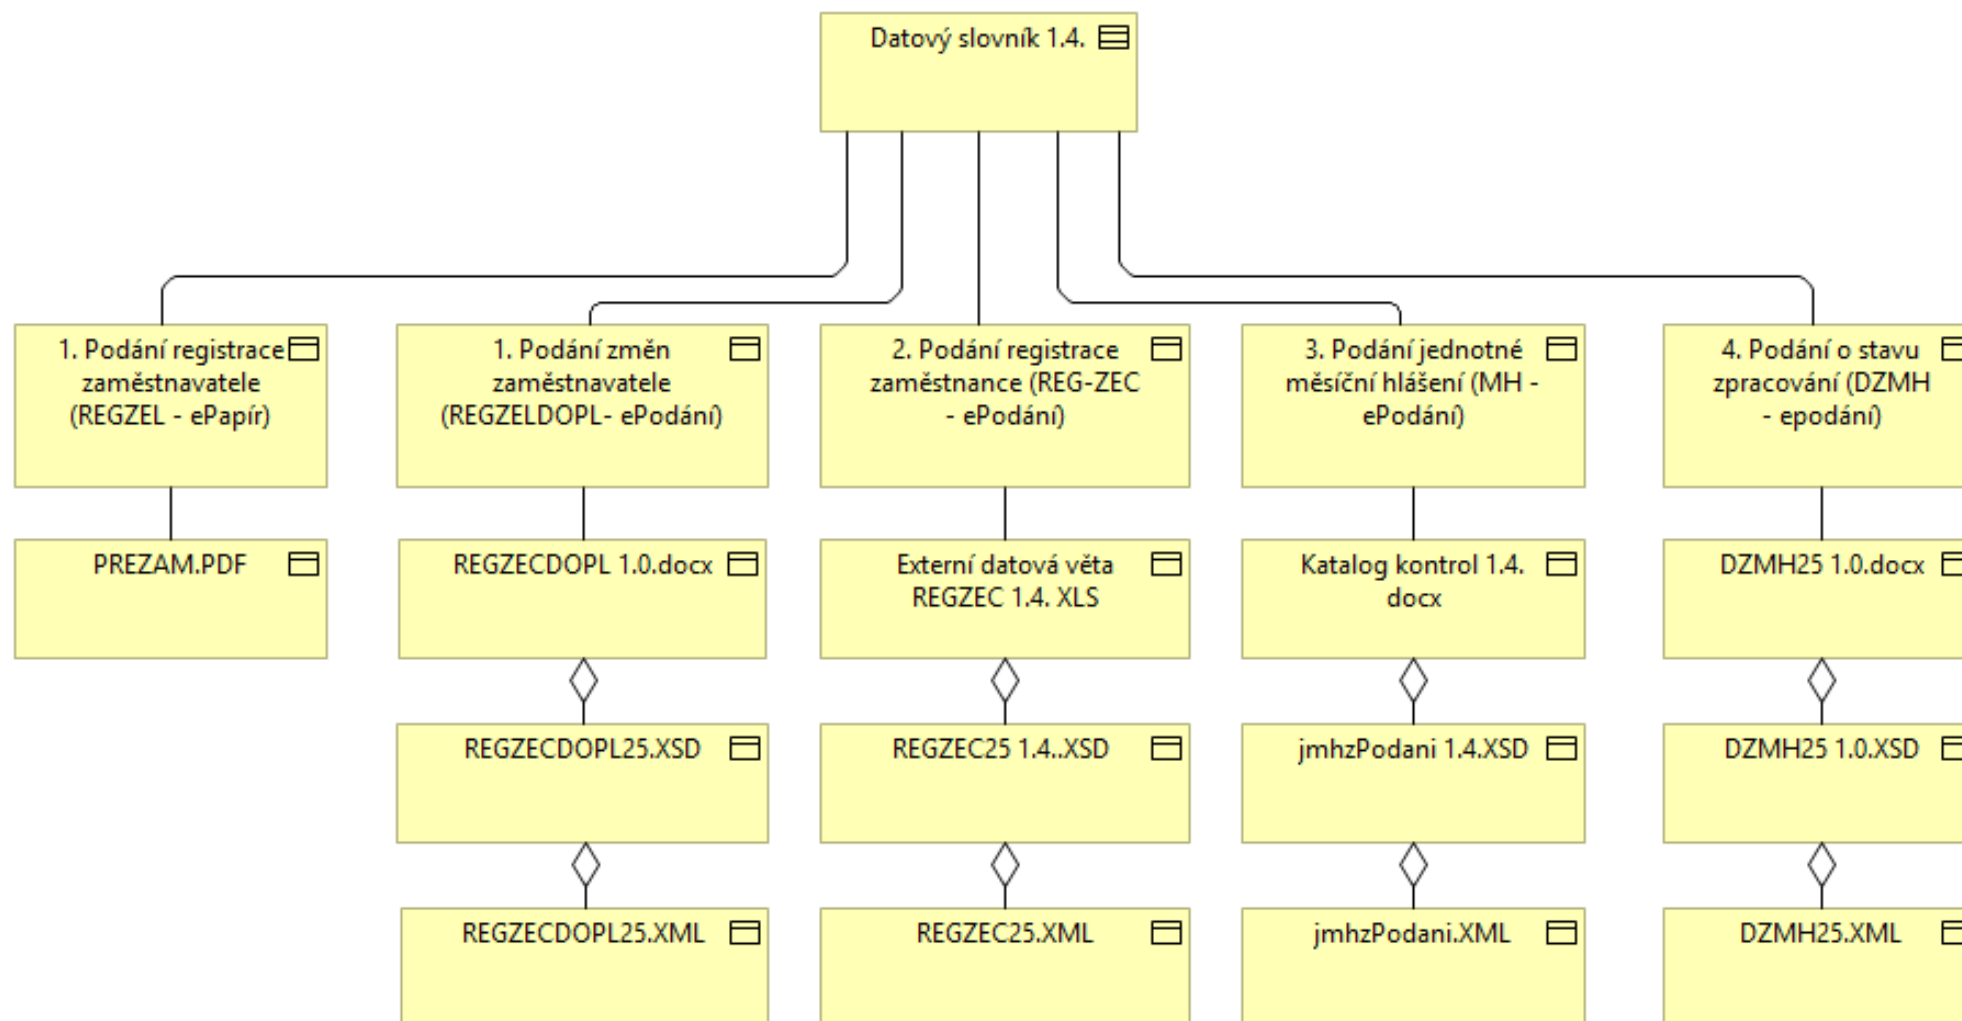 Datový slovník 1.4.
1. Podání registrace
zaměstnavatele
(REGZEL - ePapír)
1. Podání změn
zaměstnavatele
(REGZELDOPL- ePodání)
2. Podání registrace
zaměstnance (REG-ZEC
- ePodání)
3. Podání jednotné
měsíční hlášení (MH -
ePodání)
4. Podání o stavu
zpracování (DZMH
- epodání)
PREZAM.PDF
REGZECDOPL 1.0.docx
Externí datová věta
REGZEC 1.4. XLS
Katalog kontrol 1.4.
docx
DZMH25 1.0.docx
REGZECDOPL25.XSD
REGZEC25 1.4..XSD
jmhzPodani 1.4.XSD
DZMH25 1.0.XSD
REGZECDOPL25.XML
REGZEC25.XML
jmhzPodani.XML
DZMH25.XML